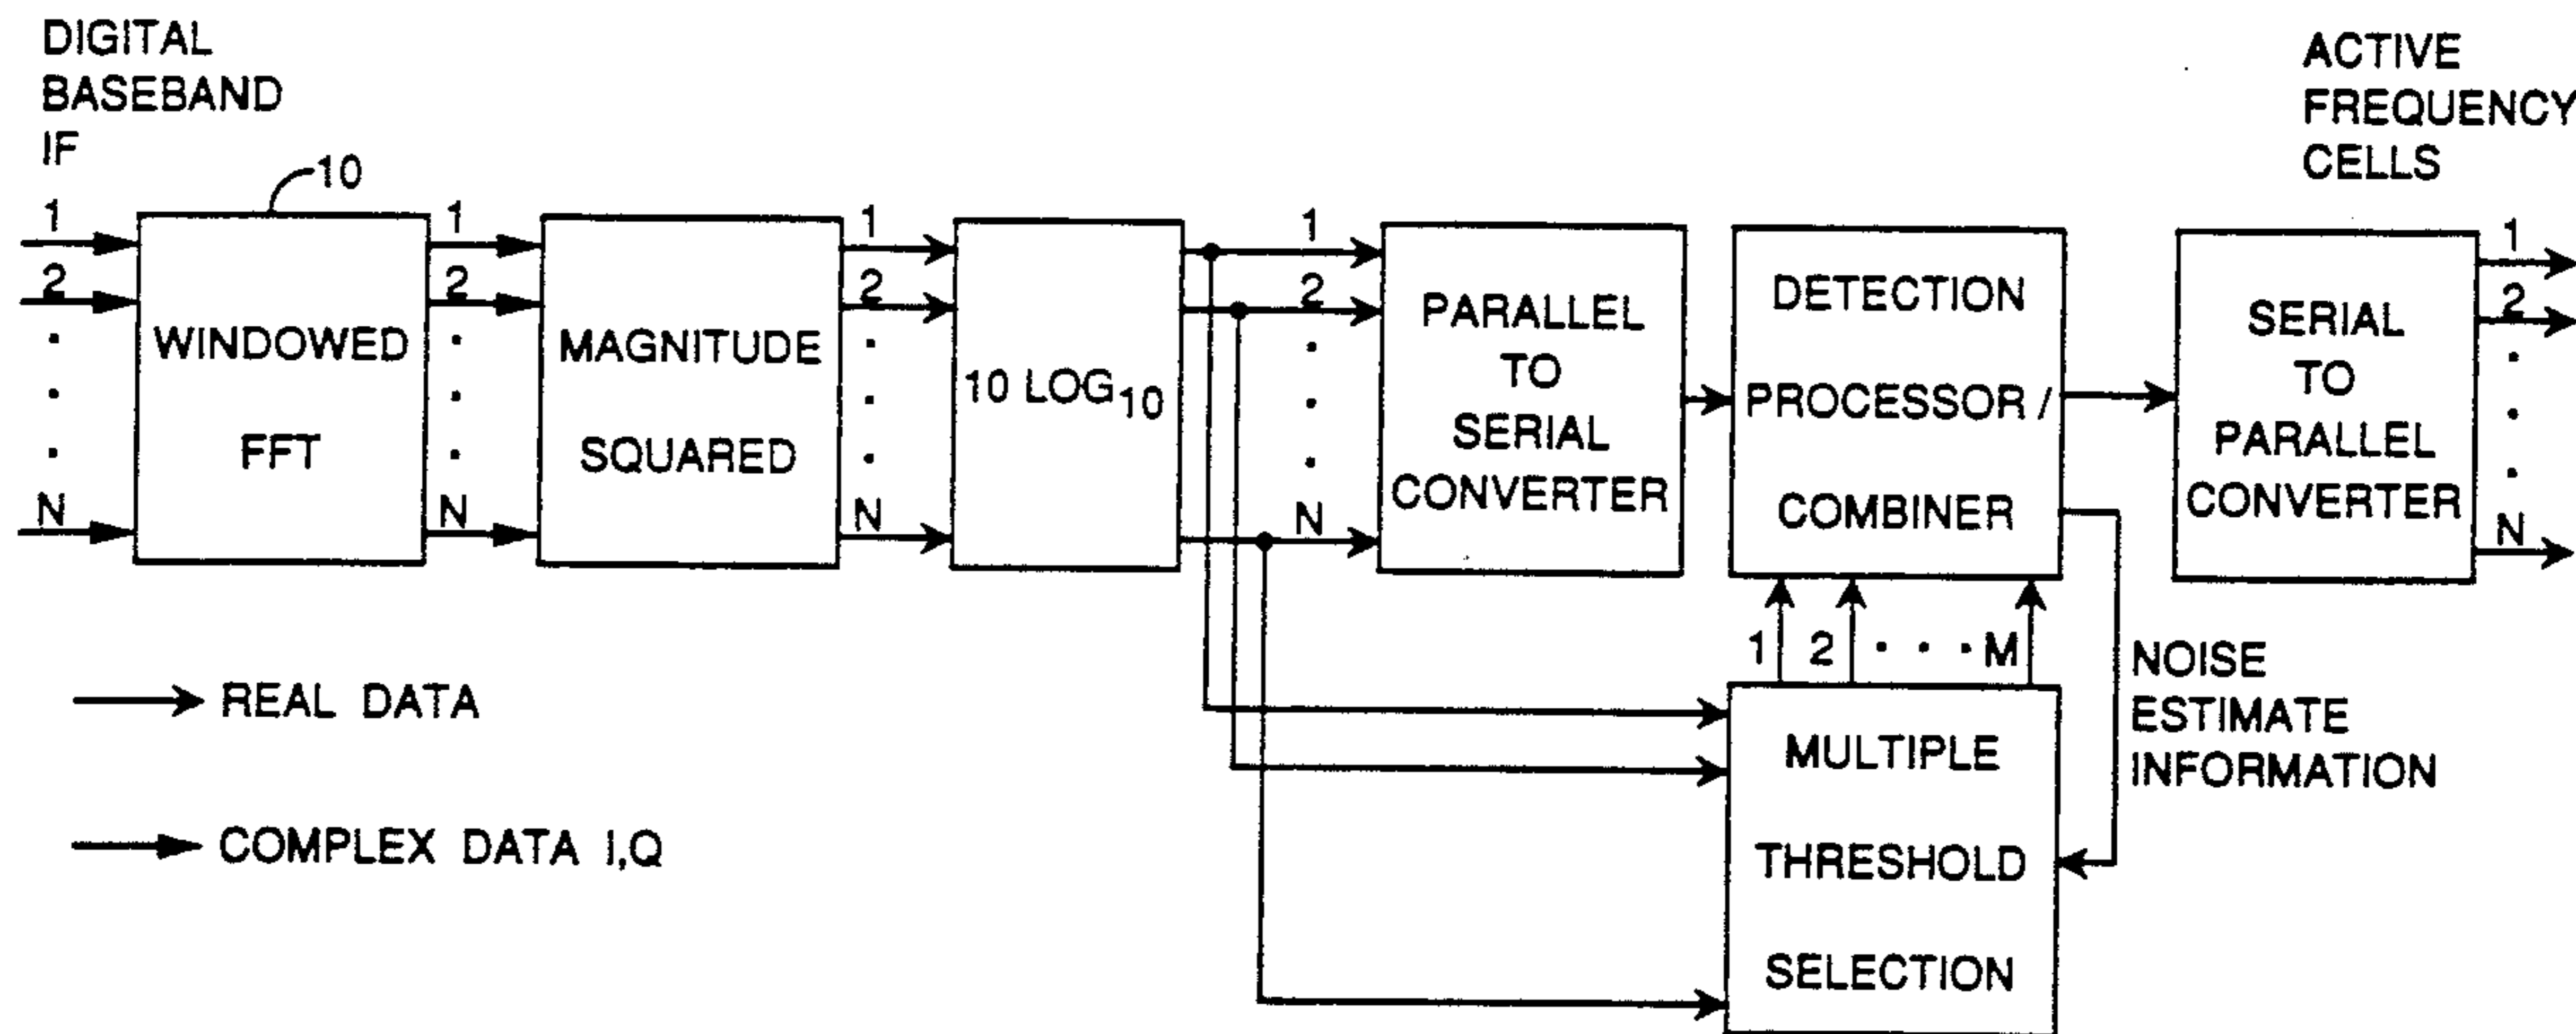 DIGITAL
BASEBAND
IF
1
2
N
10
WINDOWED
FFT
1
2
N
MAGNITUDE
SQUARED
1
2
N
10 LOG10
1
2
N
PARALLEL
TO
SERIAL
CONVERTER
DETECTION
PROCESSOR /
COMBINER
SERIAL
TO
PARALLEL
CONVERTER
ACTIVE
FREQUENCY
CELLS
1
2
N
1 2 · · · M
NOISE
ESTIMATE
INFORMATION
MULTIPLE
THRESHOLD
SELECTION
REAL DATA
COMPLEX DATA I,Q